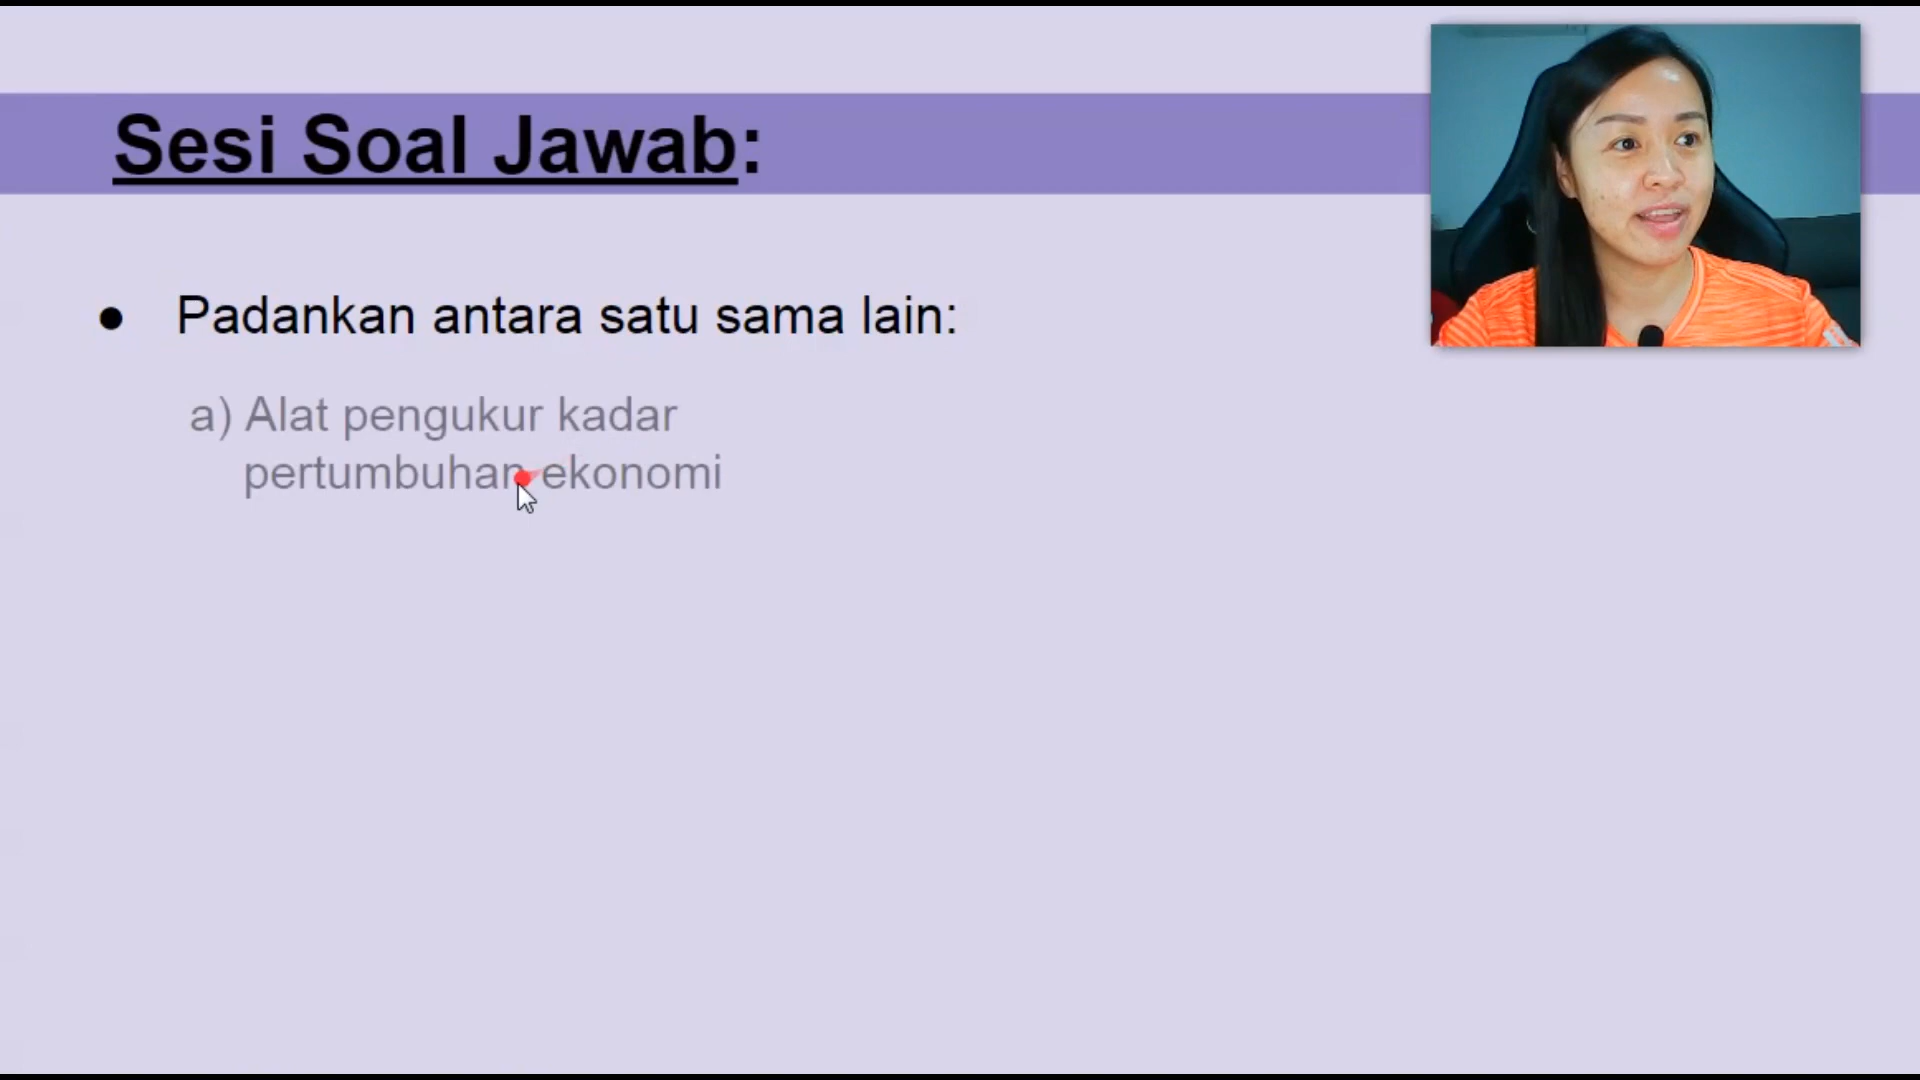 Sesi Soal Jawab:
● Padankan antara satu sama lain:
a) Alat pengukur kadar
pertumbuhan ekonomi